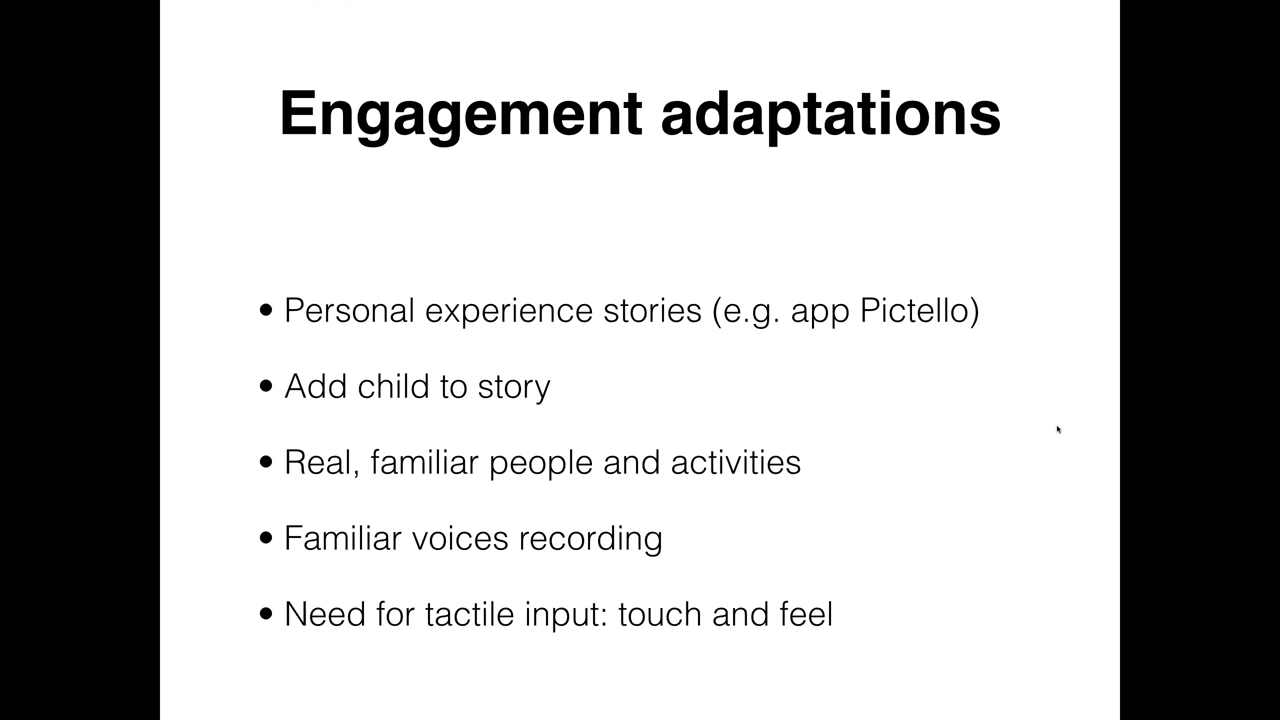 Engagement adaptations
• Personal experience stories (e.g. app Pictello)
• Add child to story
• Real, familiar people and activities
• Familiar voices recording
• Need for tactile input: touch and feel